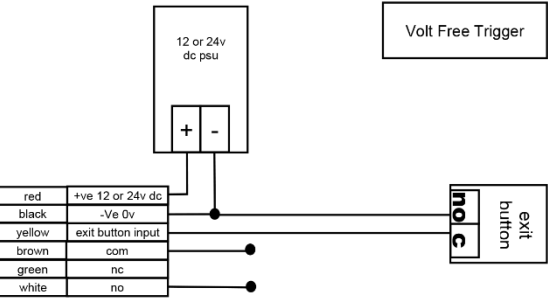 12 or 24v
dc psu
+ -
Volt Free Trigger
red +ve 12 or 24v dc
black -Ve 0v
yellow exit button input
brown com
green nc
white no
no c
exit
button